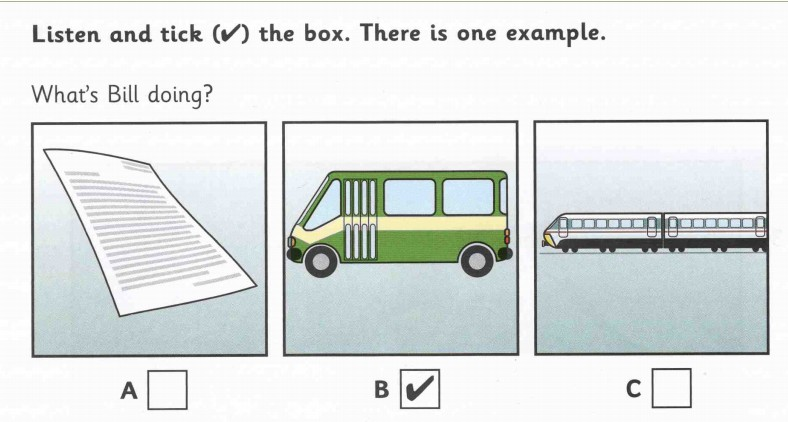 Listen and tick (✔) the box. There is one example.
What's Bill doing?
A
B ✔
C